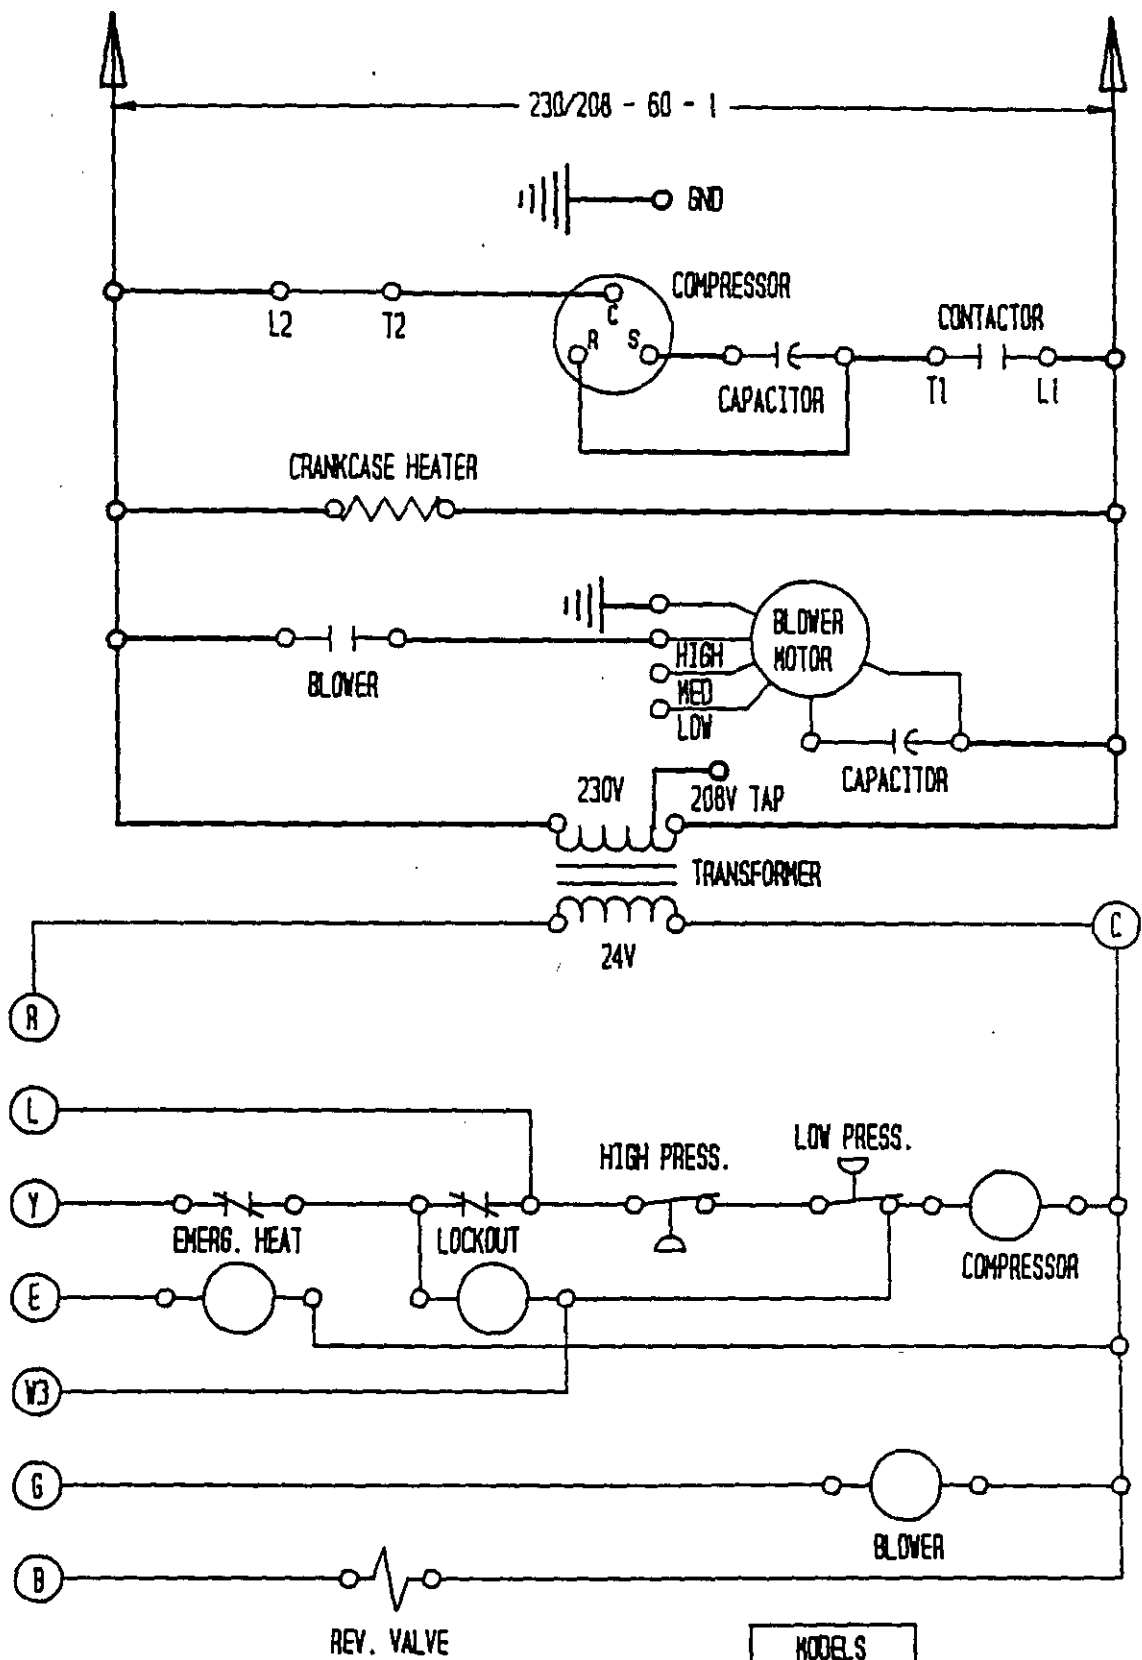 230/208 - 60 - 1
GND
COMPRESSOR
C
R S
L2 T2
CONTACTOR
CAPACITOR
T1 L1
CRANKCASE HEATER
BLOWER
MOTOR
HIGH
MED
LOW
BLOWER
CAPACITOR
230V
208V TAP
TRANSFORMER
24V
C
R
L
LOW PRESS.
HIGH PRESS.
Y
EMERG. HEAT
LOCKOUT
COMPRESSOR
E
W3
G
BLOWER
B
REV. VALVE
MODELS